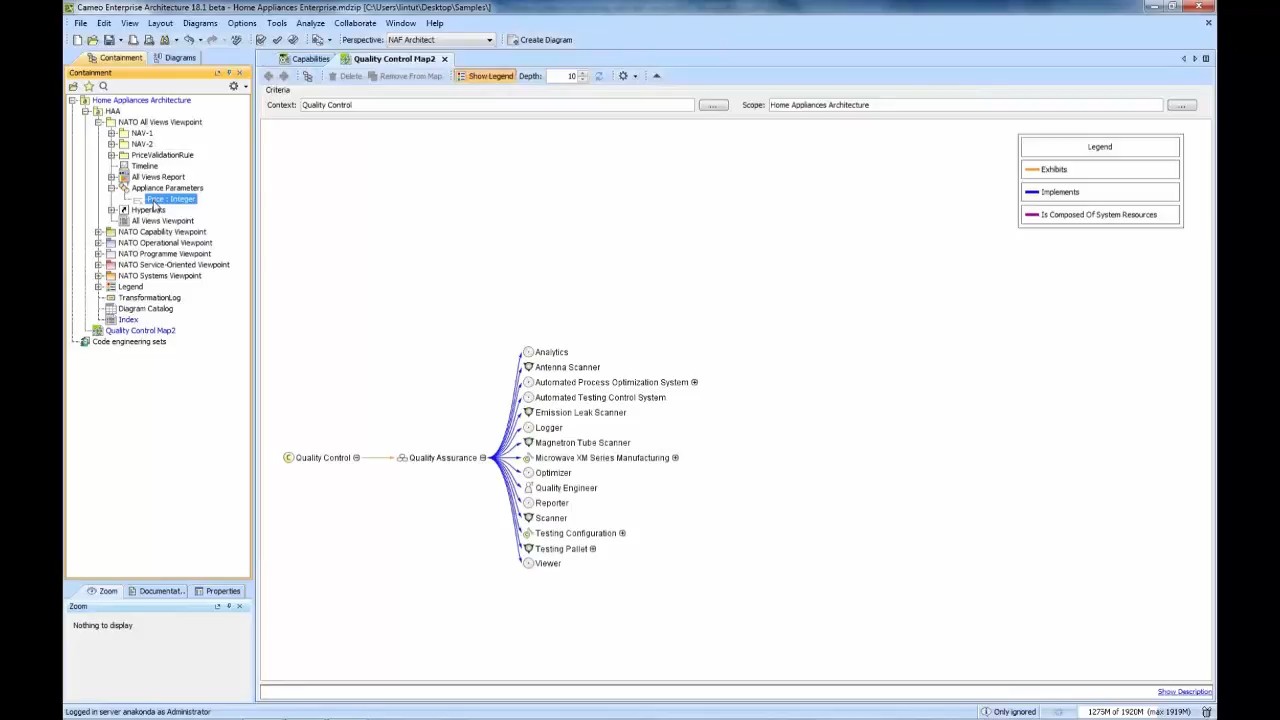 Cameo Enterprise Architecture 18.1 beta - Home Appliances Enterprise.mdzip [C:\Users\lintut\Desktop\Samples\]
File Edit View Layout Diagrams Options Tools Analyze Collaborate Window Help
Perspective: NAF Architect Create Diagram
Containment Diagrams
Capabilities Quality Control Map2
Containment
Delete Remove From Map Show Legend Depth: 10
Criteria
Context: Quality Control ... Scope: Home Appliances Architecture ...
Home Appliances Architecture
HAA
NATO All Views Viewpoint
NAV-1
NAV-2
PriceValidationRule
Timeline
All Views Report
Appliance Parameters
-Price : Integer
All Views Viewpoint
NATO Capability Viewpoint
NATO Operational Viewpoint
NATO Programme Viewpoint
NATO Service-Oriented Viewpoint
NATO Systems Viewpoint
Legend
TransformationLog
Diagram Catalog
Index
Quality Control Map2
Code engineering sets
Legend
Exhibits
Implements
Is Composed Of System Resources
Quality Control
Quality Assurance
Analytics
Antenna Scanner
Automated Process Optimization System
Automated Testing Control System
Emission Leak Scanner
Logger
Magnetron Tube Scanner
Microwave XM Series Manufacturing
Optimizer
Quality Engineer
Reporter
Scanner
Testing Configuration
Testing Pallet
Viewer
Zoom Documentat... Properties
Zoom
Nothing to display
Show Description
Logged in server anakonda as Administrator
Only ignored
1275M of 1920M (max 1919M)